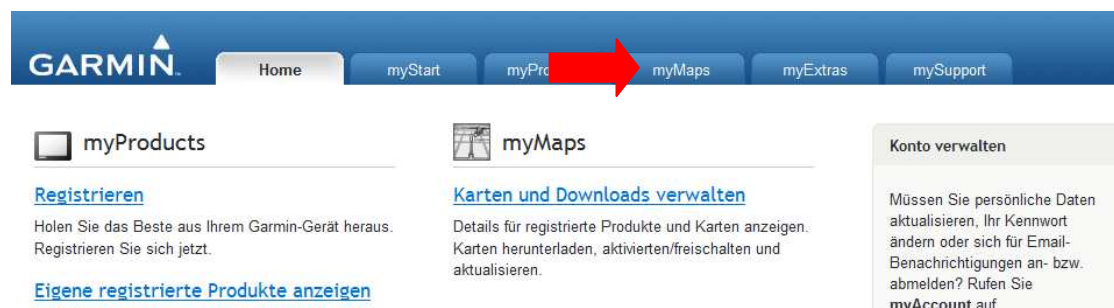 GARMIN
Home
myStart
myPro
myMaps
myExtras
mySupport
myProducts
Registrieren
Holen Sie das Beste aus Ihrem Garmin-Gerät heraus.
Registrieren Sie sich jetzt.
Eigene registrierte Produkte anzeigen
myMaps
Karten und Downloads verwalten
Details für registrierte Produkte und Karten anzeigen.
Karten herunterladen, aktivierten/freischalten und
aktualisieren.
Konto verwalten
Müssen Sie persönliche Daten
aktualisieren, Ihr Kennwort
ändern oder sich für Email-
Benachrichtigungen an- bzw.
abmelden? Rufen Sie
myAccount auf